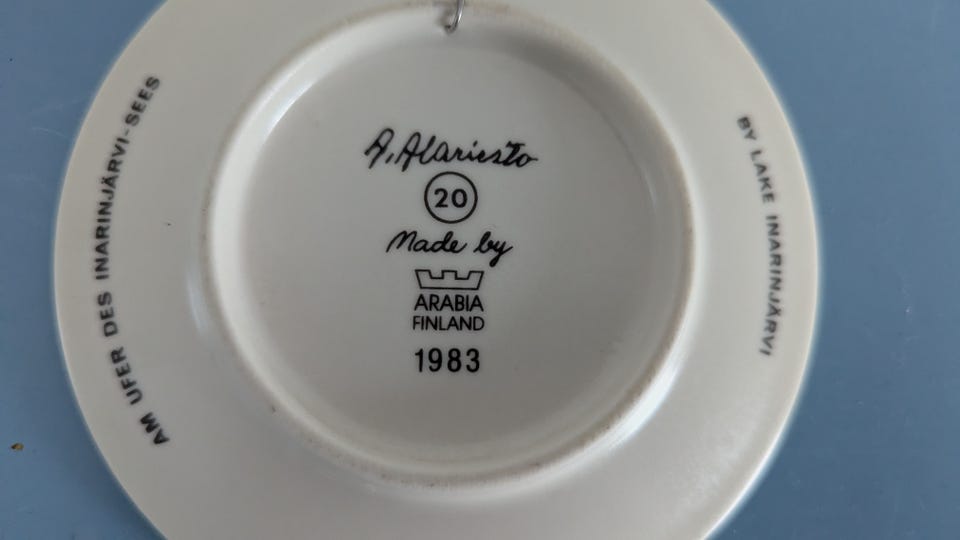 A. Alariesto
20
Made by
ARABIA
FINLAND
1983
AM UFER DES INARINJÄRVI-SEES
BY LAKE INARINJÄRVI